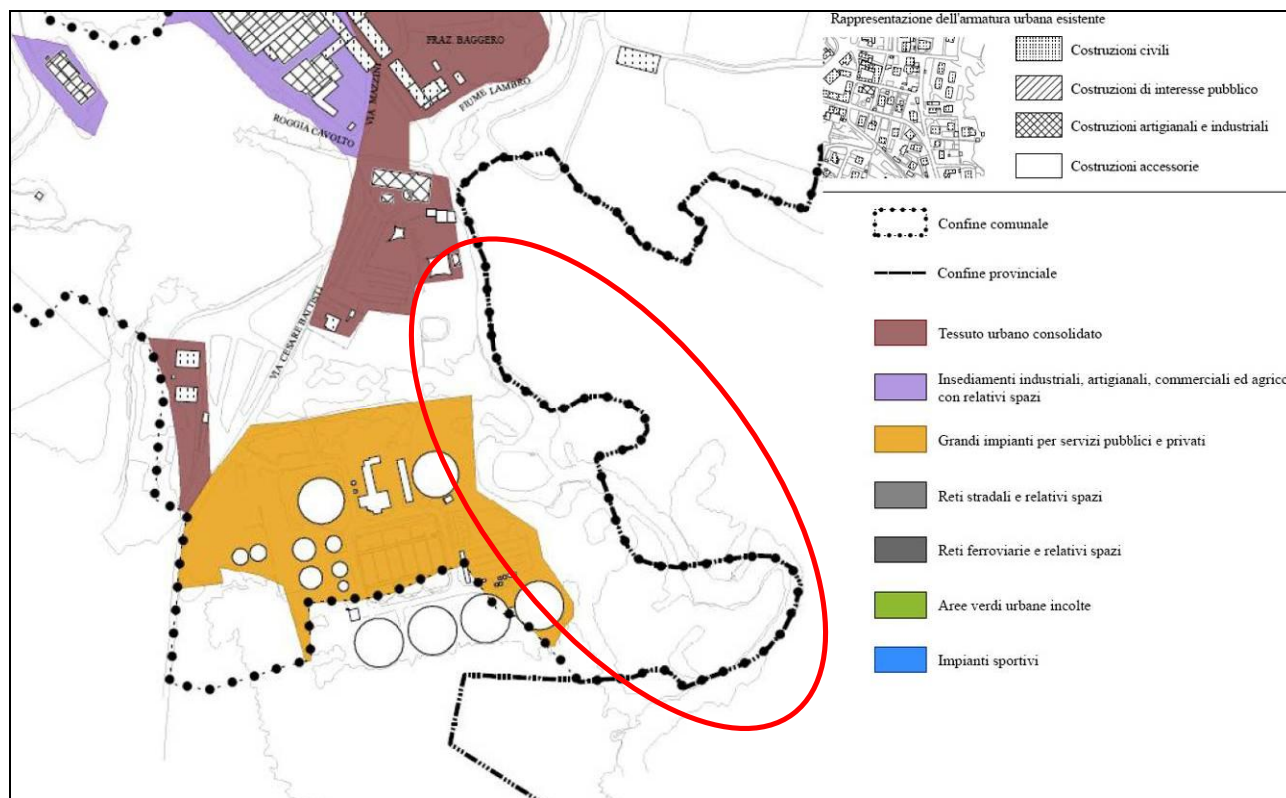 FRAZ. BAGGERO
VIA MAZZINI
FIUME LAMBRO
ROGGIA CAVOLTO
VIA CESARE BATTISTI
Rappresentazione dell'armatura urbana esistente
Costruzioni civili
Costruzioni di interesse pubblico
Costruzioni artigianali e industriali
Costruzioni accessorie
Confine comunale
Confine provinciale
Tessuto urbano consolidato
Insediamenti industriali, artigianali, commerciali ed agrico
con relativi spazi
Grandi impianti per servizi pubblici e privati
Reti stradali e relativi spazi
Reti ferroviarie e relativi spazi
Aree verdi urbane incolte
Impianti sportivi